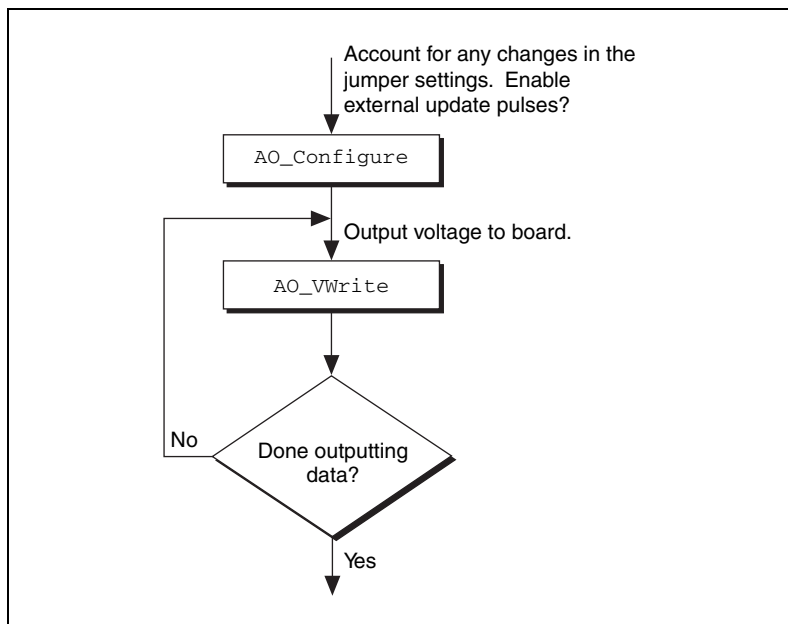 Account for any changes in the
jumper settings.  Enable
external update pulses?
AO_Configure
Output voltage to board.
AO_VWrite
No
Done outputting
data?
Yes